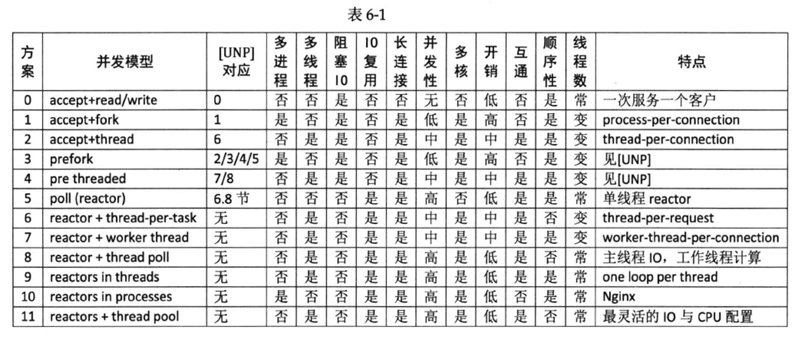 表 6-1
方案 并发模型 [UNP]对应 多进程 多线程 阻塞IO IO复用 长连接 并发性 多核 开销 互通 顺序性 线程数 特点
0 accept+read/write 0 否 否 是 否 否 无 否 低 否 是 常 一次服务一个客户
1 accept+fork 1 是 否 是 否 是 低 是 高 否 是 变 process-per-connection
2 accept+thread 6 否 是 是 否 是 中 是 中 是 是 变 thread-per-connection
3 prefork 2/3/4/5 是 否 是 否 是 低 是 高 否 是 变 见[UNP]
4 pre threaded 7/8 否 是 是 否 是 中 是 中 是 是 变 见[UNP]
5 poll (reactor) 6.8 节 否 否 否 是 是 高 否 低 是 是 常 单线程 reactor
6 reactor + thread-per-task 无 否 是 否 是 是 中 是 中 是 否 变 thread-per-request
7 reactor + worker thread 无 否 是 否 是 是 中 是 中 是 是 变 worker-thread-per-connection
8 reactor + thread poll 无 否 是 否 是 是 高 是 低 是 否 常 主线程 IO，工作线程计算
9 reactors in threads 无 否 是 否 是 是 高 是 低 是 是 常 one loop per thread
10 reactors in processes 无 是 否 否 是 是 高 是 低 否 是 常 Nginx
11 reactors + thread pool 无 否 是 否 是 是 高 是 低 是 否 常 最灵活的 IO 与 CPU 配置